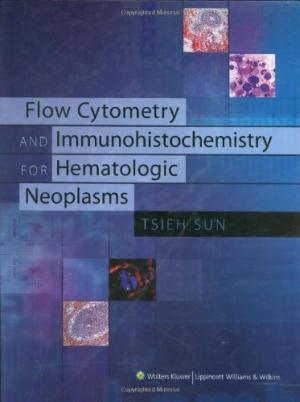 Flow Cytometry
AND Immunohistochemistry
FOR Hematologic
Neoplasms
TSIEH SUN
Wolters Kluwer | Lippincott Williams & Wilkins